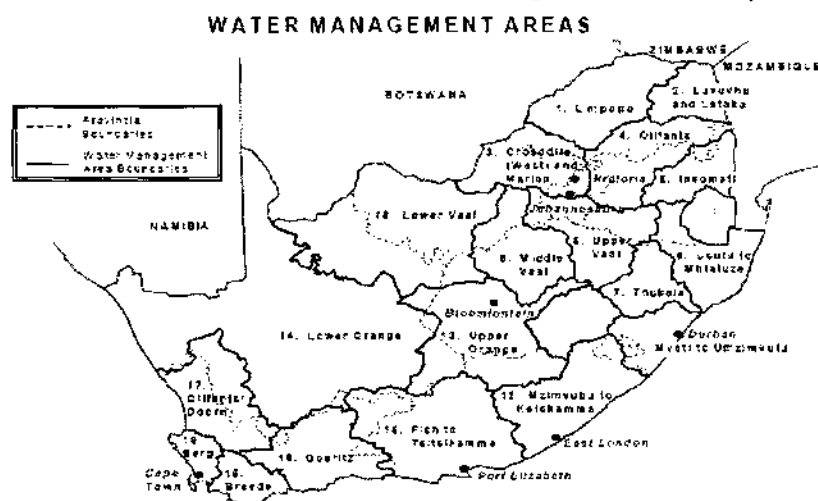 WATER MANAGEMENT AREAS
ZIMBABWE
MOZAMBIQUE
BOTSWANA
NAMIBIA
Provincial
Boundaries
Water Management
Area Boundaries
1. Limpopo
2. Luvuvhu
and Letaba
4. Olifants
3. Crocodile
(West) and
Marico
Pretoria
5. Inkomati
Johannesburg
10. Lower Vaal
9. Middle
Vaal
Upper
Vaal
6. Usutu to
Mhlatuze
7. Thukela
Bloemfontein
14. Lower Orange
13. Upper
Orange
Durban
Mvoti to Umzimkulu
17.
Olifants/
Doorn
12. Mzimvubu to
Keiskamma
15. Fish to
Tsitsikamma
East London
19.
Berg
16. Gouritz
Cape
Town
18.
Breede
Port Elizabeth